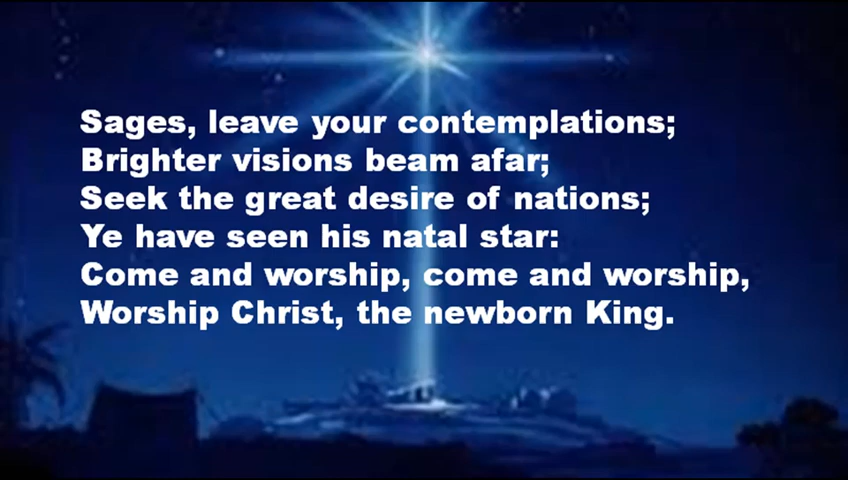 Sages, leave your contemplations;
Brighter visions beam afar;
Seek the great desire of nations;
Ye have seen his natal star:
Come and worship, come and worship,
Worship Christ, the newborn King.